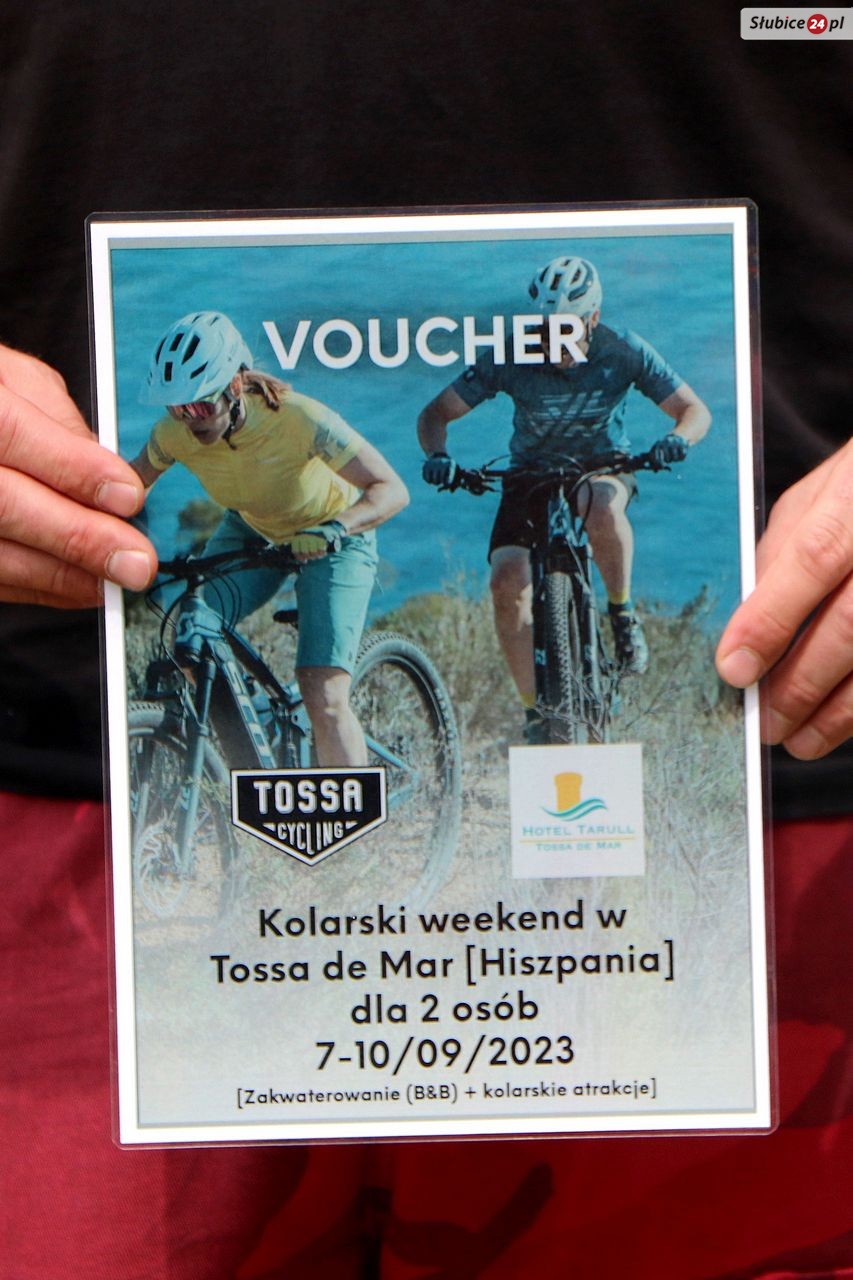 Słubice24.pl
VOUCHER
SCO
TOSSA
CYCLING
HOTEL TARULL
TOSSA DE MAR
Kolarski weekend w
Tossa de Mar [Hiszpania]
dla 2 osób
7-10/09/2023
[Zakwaterowanie (B&B) + kolarskie atrakcje]